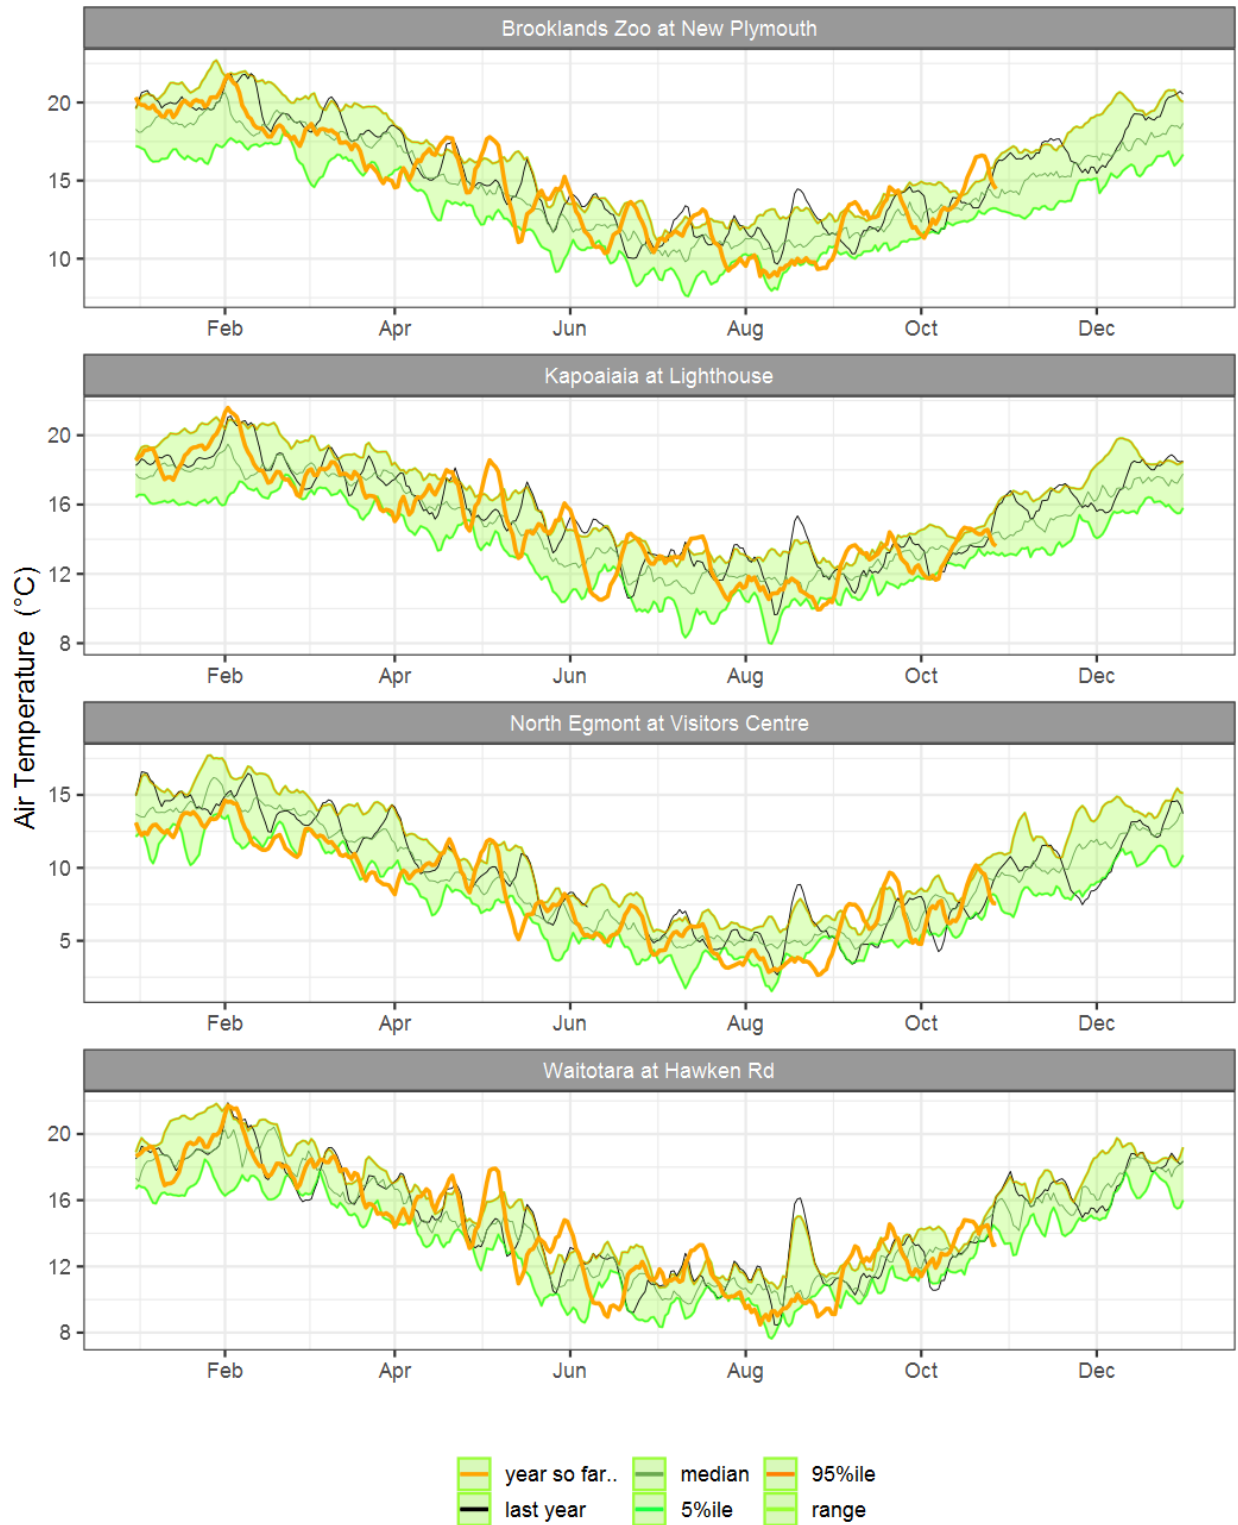 Brooklands Zoo at New Plymouth
20
15
10
Feb Apr Jun Aug Oct Dec
Kapoaiaia at Lighthouse
20
16
12
8
Feb Apr Jun Aug Oct Dec
Air Temperature (°C)
North Egmont at Visitors Centre
15
10
5
Feb Apr Jun Aug Oct Dec
Waitotara at Hawken Rd
20
16
12
8
Feb Apr Jun Aug Oct Dec
year so far.. median 95%ile
last year 5%ile range